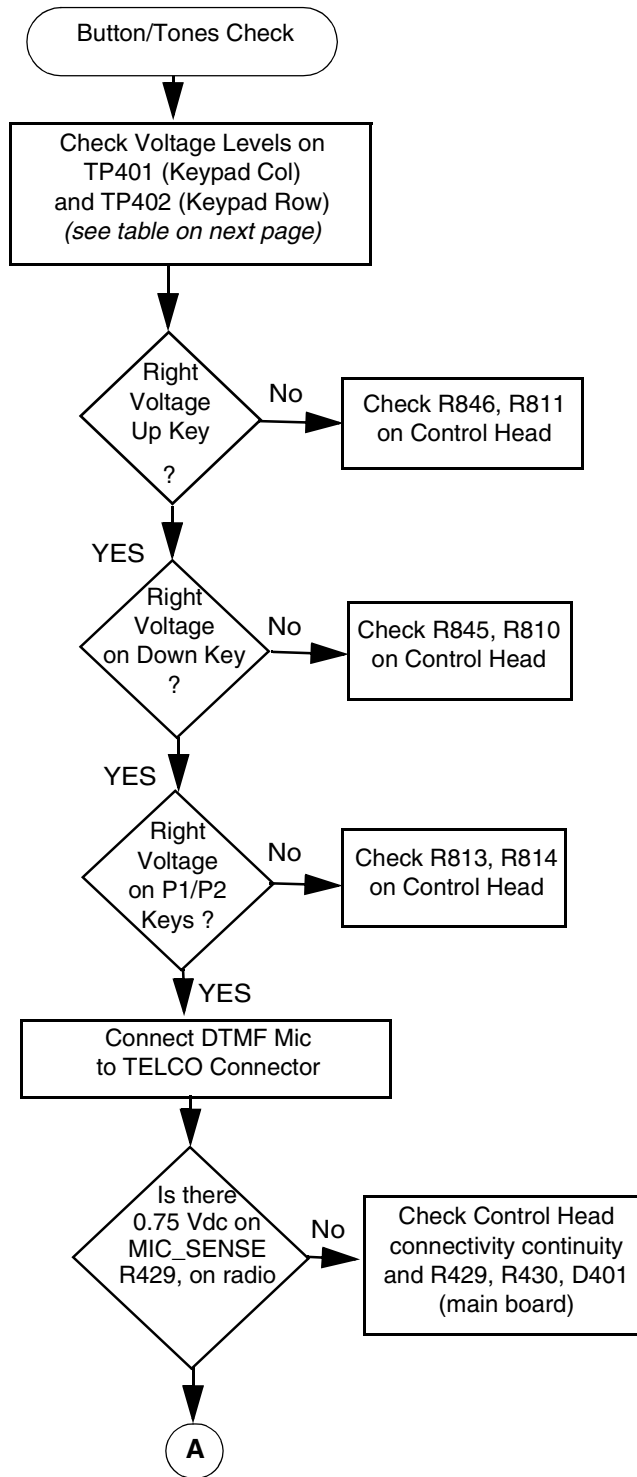 Button/Tones Check
Check Voltage Levels on
TP401 (Keypad Col)
and TP402 (Keypad Row)
(see table on next page)
Right
Voltage
Up Key
?
No
Check R846, R811
on Control Head
YES
Right
Voltage
on Down Key
?
No
Check R845, R810
on Control Head
YES
Right
Voltage
on P1/P2
Keys ?
No
Check R813, R814
on Control Head
YES
Connect DTMF Mic
to TELCO Connector
Is there
0.75 Vdc on
MIC_SENSE
R429, on radio
No
Check Control Head
connectivity continuity
and R429, R430, D401
(main board)
A